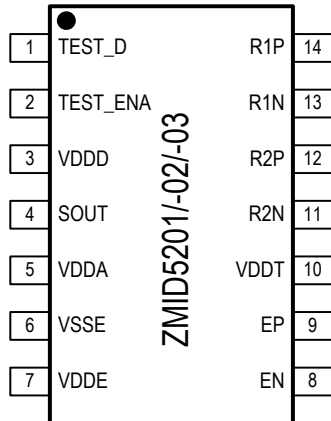 1 TEST_D R1P 14
2 TEST_ENA R1N 13
3 VDDD R2P 12
4 SOUT R2N 11
5 VDDA VDDT 10
6 VSSE EP 9
7 VDDE EN 8
ZMID5201/-02/-03